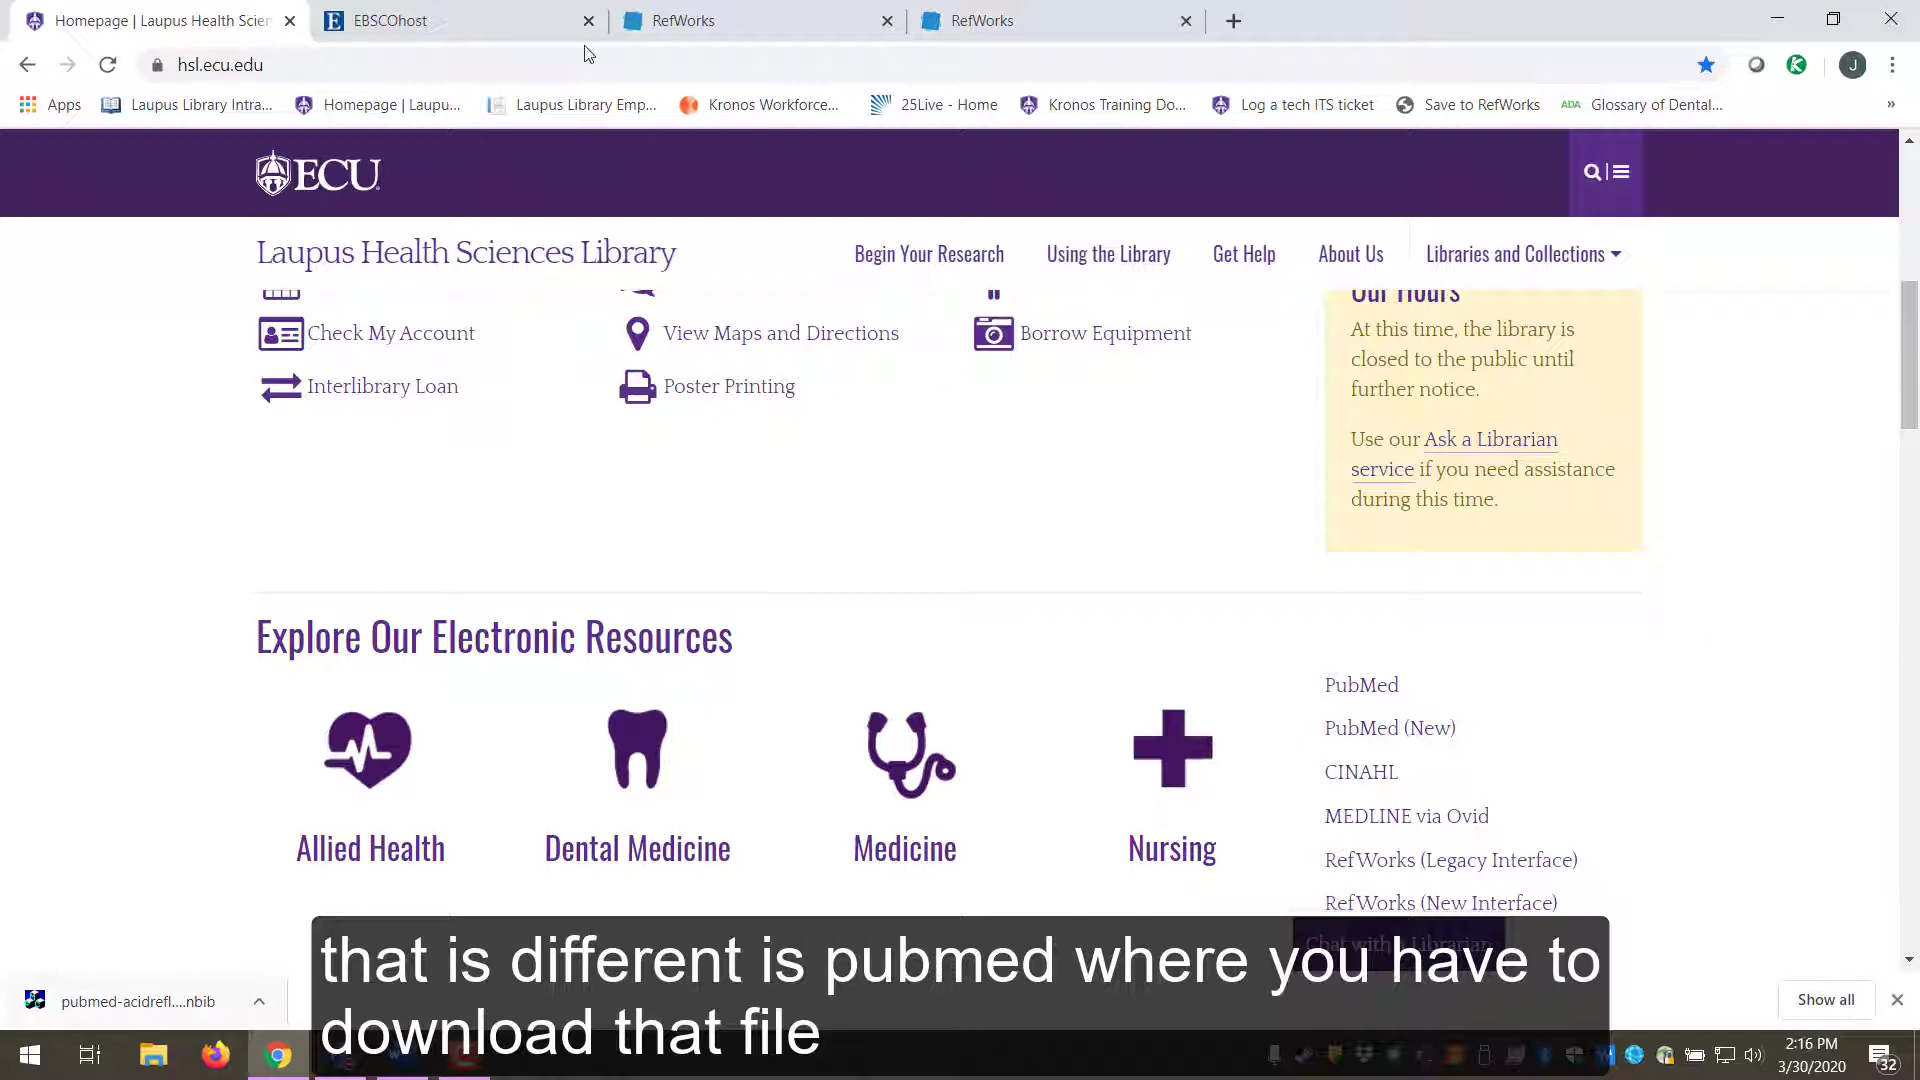 Homepage | Laupus Health Scien
EBSCOhost
RefWorks
RefWorks
hsl.ecu.edu
J
Apps
Laupus Library Intra...
Homepage | Laupu...
Laupus Library Emp...
Kronos Workforce...
25Live - Home
Kronos Training Do...
Log a tech ITS ticket
Save to RefWorks
ADA
Glossary of Dental...
»
ECU
Laupus Health Sciences Library
Begin Your Research
Using the Library
Get Help
About Us
Libraries and Collections
Check My Account
View Maps and Directions
Borrow Equipment
Interlibrary Loan
Poster Printing
Our Hours
At this time, the library is
closed to the public until
further notice.
Use our Ask a Librarian
service if you need assistance
during this time.
Explore Our Electronic Resources
Allied Health
Dental Medicine
Medicine
Nursing
PubMed
PubMed (New)
CINAHL
MEDLINE via Ovid
RefWorks (Legacy Interface)
RefWorks (New Interface)
Chat with a Librarian
that is different is pubmed where you have to
download that file
pubmed-acidrefl....nbib
Show all
2:16 PM
3/30/2020
32